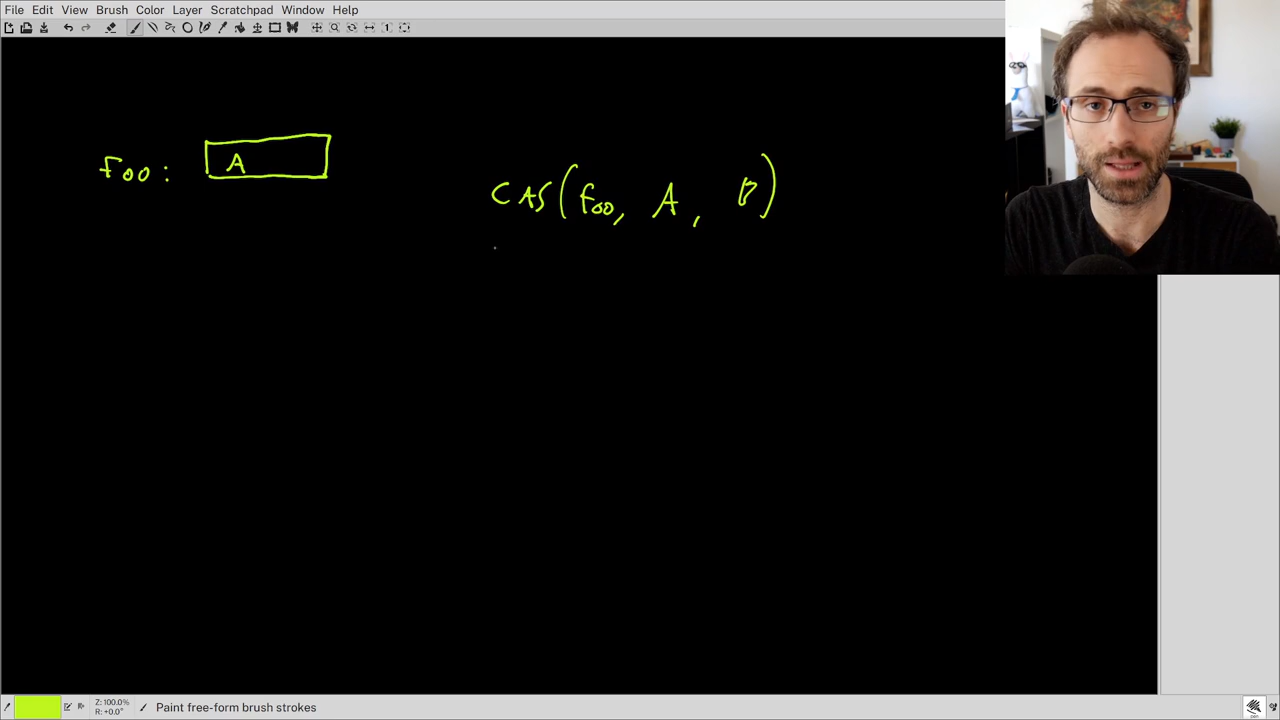 File Edit View Brush Color Layer Scratchpad Window Help
foo: A
CAS(foo, A, B)
Z: 100.0%
R: +0.0°
Paint free-form brush strokes